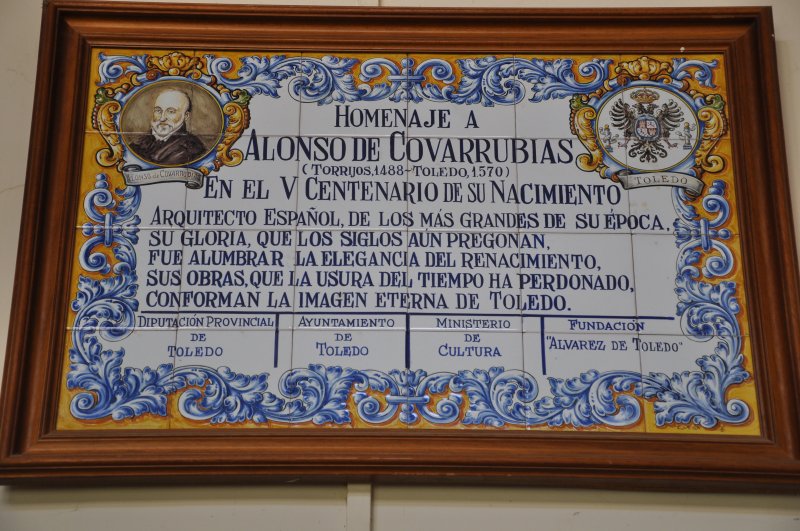 HOMENAJE A
ALONSO DE COVARRUBIAS
(TORRIJOS, 1488-TOLEDO, 1570)
EN EL V CENTENARIO DE SU NACIMIENTO
ARQUITECTO ESPAÑOL, DE LOS MÁS GRANDES DE SU ÉPOCA,
SU GLORIA, QUE LOS SIGLOS AÚN PREGONAN,
FUE ALUMBRAR LA ELEGANCIA DEL RENACIMIENTO,
SUS OBRAS, QUE LA USURA DEL TIEMPO HA PERDONADO,
CONFORMAN LA IMAGEN ETERNA DE TOLEDO.
ALONSO de COVARRUBIAS
TOLEDO
DIPUTACIÓN PROVINCIAL
DE
TOLEDO
AYUNTAMIENTO
DE
TOLEDO
MINISTERIO
DE
CULTURA
FUNDACIÓN
"ALVAREZ DE TOLEDO"